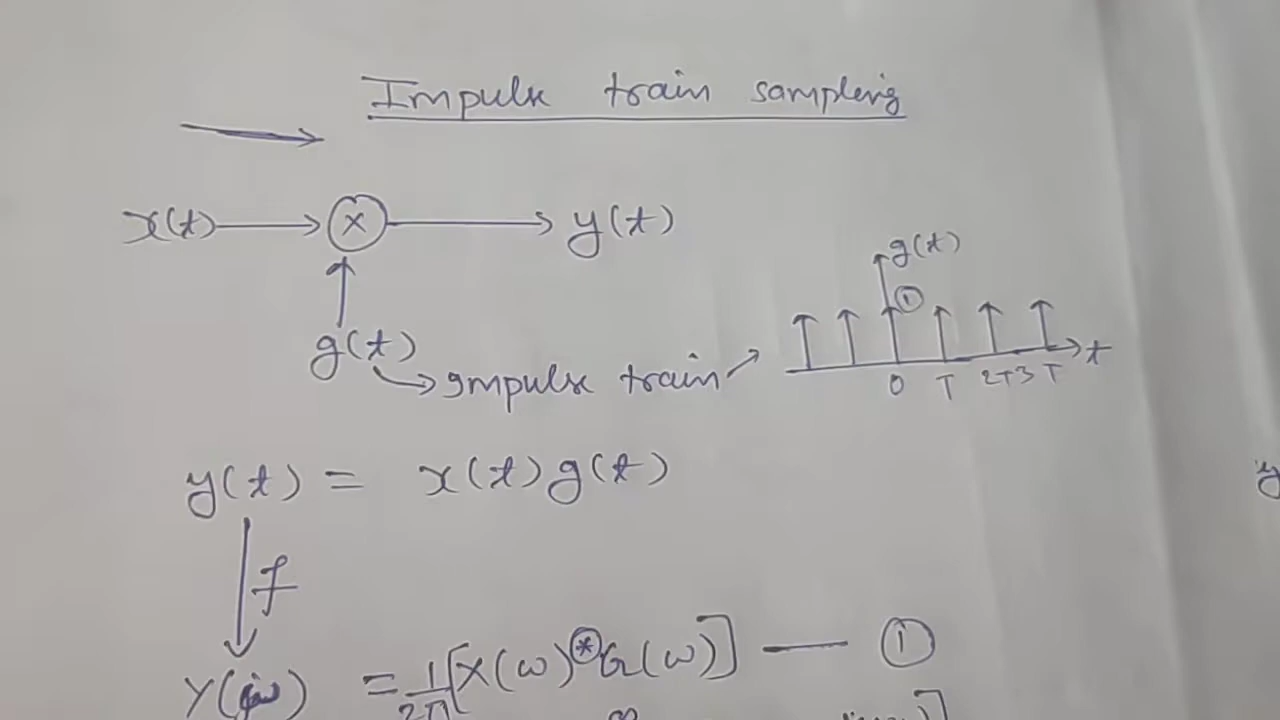 Impulse train sampling
x(t) → ⊗ → y(t)
g(t)
①
g(t)
Impulse train
0 T 2T 3T t
y(t) = x(t)g(t)
f
Y(jω) = 1/2π [X(ω) * G(ω)] — ①
∞
y